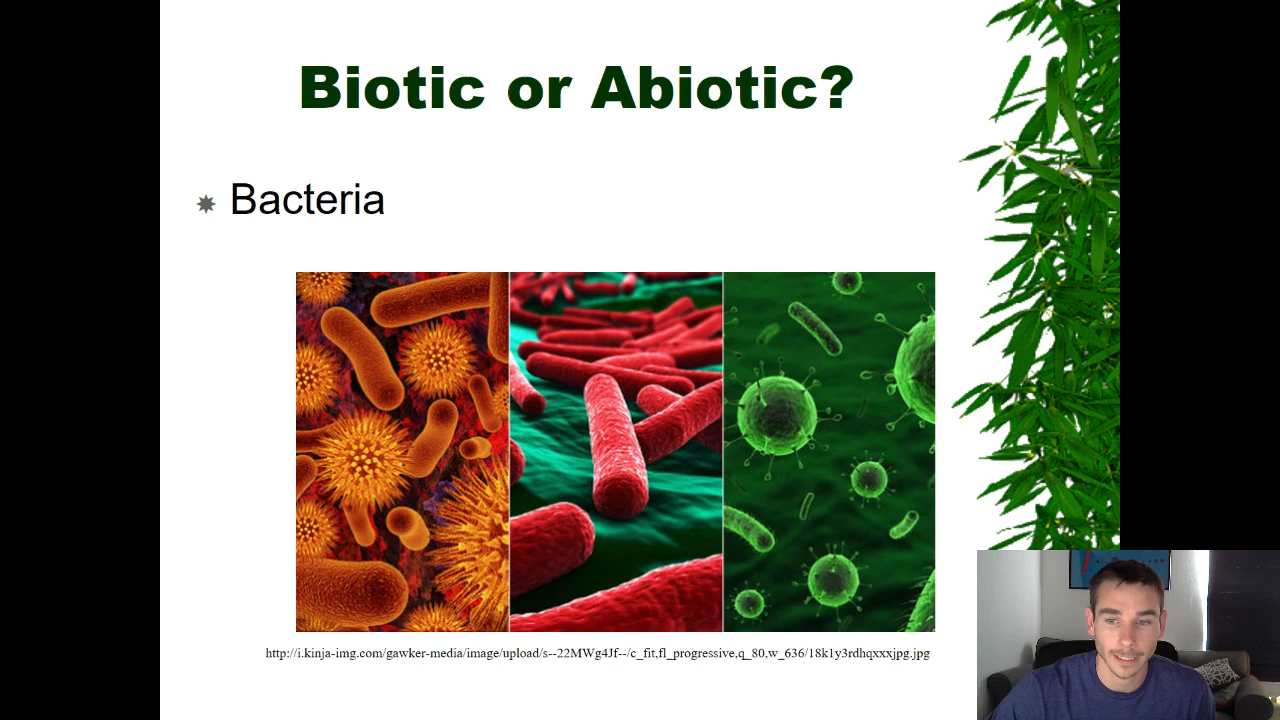 Biotic or Abiotic?
Bacteria
http://i.kinja-img.com/gawker-media/image/upload/s--22MWg4Jf--/c_fit,fl_progressive,q_80,w_636/18k1y3rdhqxxxjpg.jpg